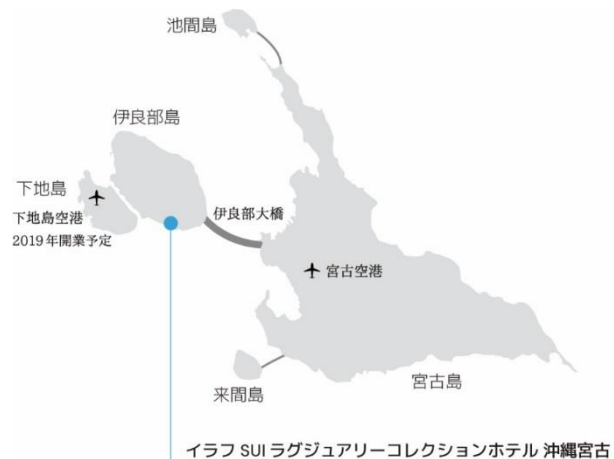 池間島
伊良部島
下地島
下地島空港
2019年開業予定
伊良部大橋
宮古空港
来間島
宮古島
イラフ SUI ラグジュアリーコレクションホテル 沖縄宮古